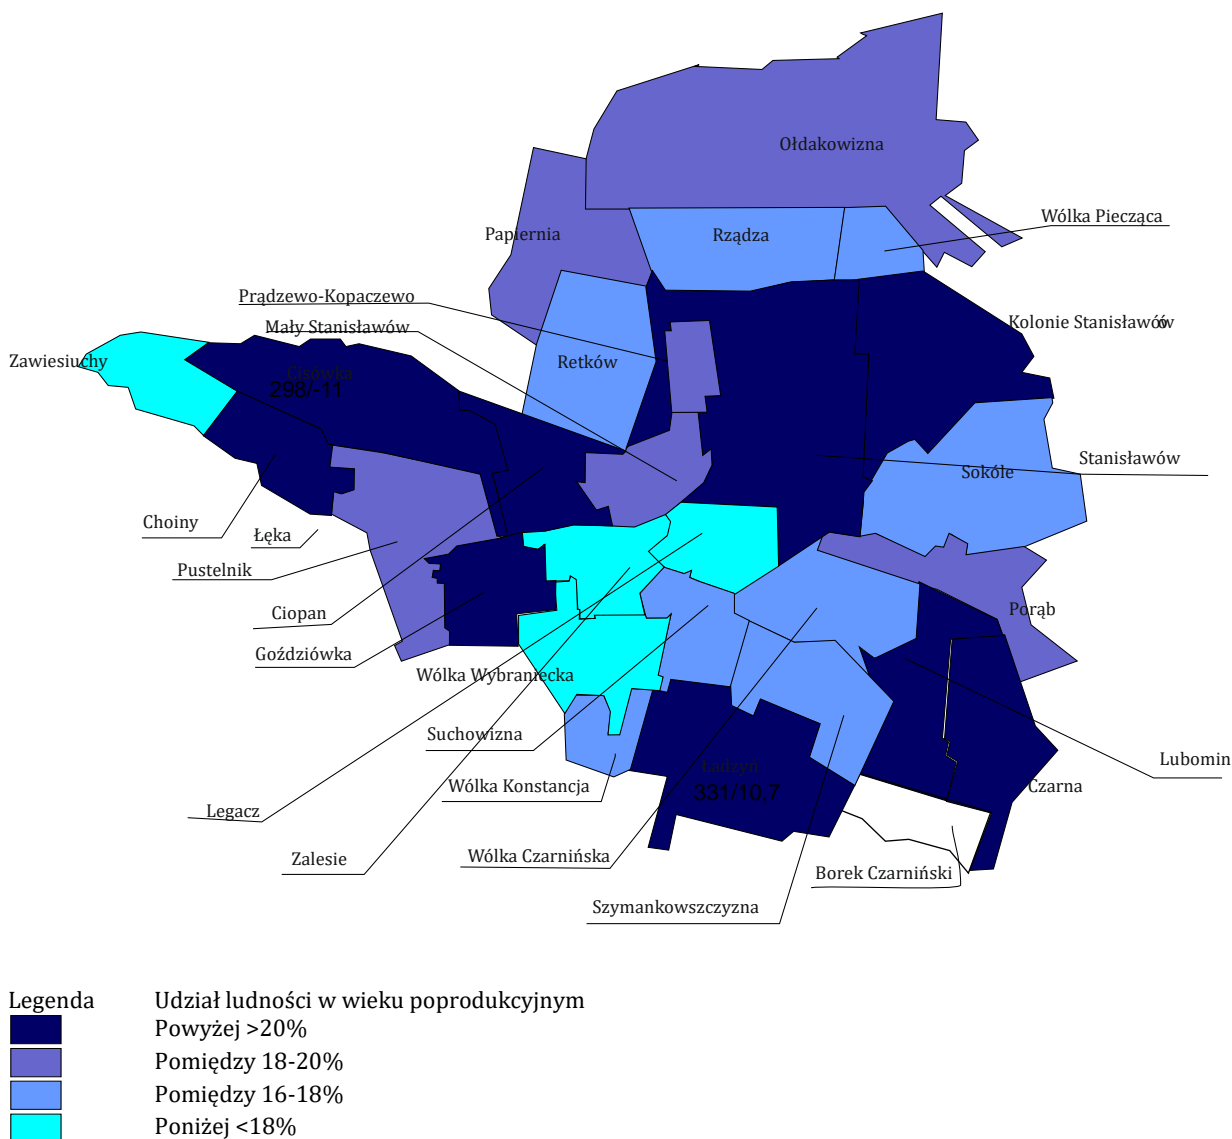 Ołdakowizna
Wólka Piecząca
Papiernia
Rządza
Prądzewo-Kopaczewo
Mały Stanisławów
Kolonie Stanisławów
Zawiesiuchy
Retków
298/-11
Sokóle
Stanisławów
Choiny
Łęka
Pustelnik
Ciopan
Porąb
Goździówka
Wólka Wybraniecka
Suchowizna
Lubomin
Ładzyń
331/10,7
Wólka Konstancja
Czarna
Legacz
Zalesie
Wólka Czarnińska
Borek Czarniński
Szymankowszczyzna
Legenda
Udział ludności w wieku poprodukcyjnym
Powyżej >20%
Pomiędzy 18-20%
Pomiędzy 16-18%
Poniżej <18%